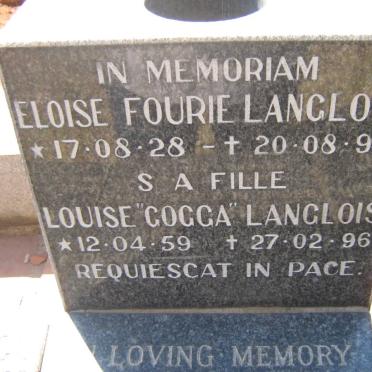 IN MEMORIAM
ELOISE FOURIE LANGLO
★ 17·08·28 – † 20·08·9
S A FILLE
LOUISE "GOGGA" LANGLOIS
★ 12·04·59 † 27·02·96
REQUIESCAT IN PACE.
LOVING MEMORY